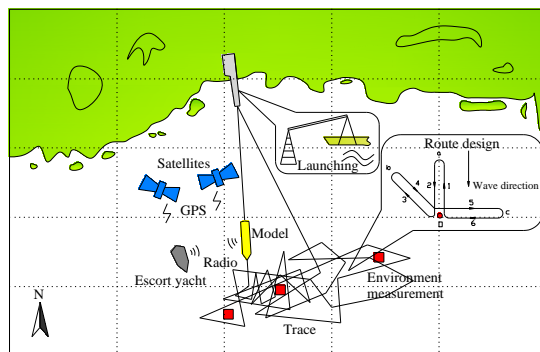 Route design
Satellites
Launching
b
a
4
3
2
1
Wave direction
5
c
6
GPS
Model
Radio
Escort yacht
Environment
measurement
N
Trace